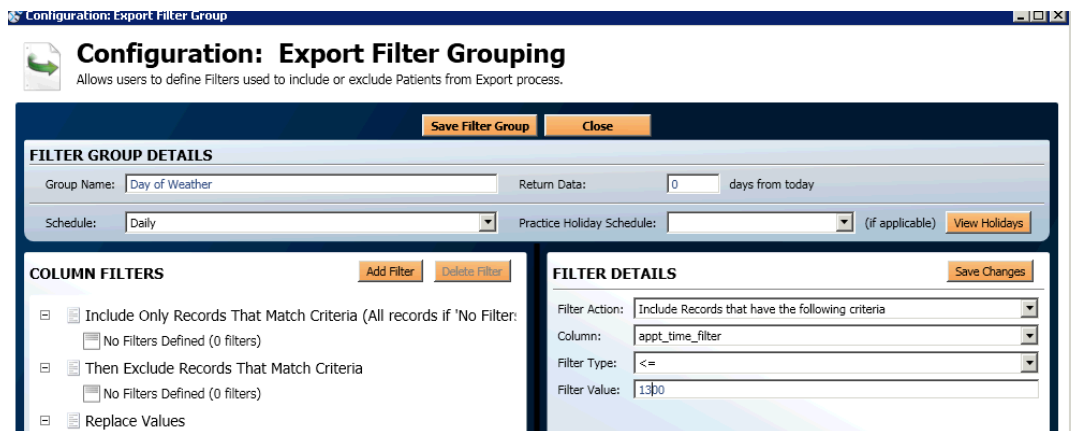 Configuration: Export Filter Group
Configuration: Export Filter Grouping
Allows users to define Filters used to include or exclude Patients from Export process.
Save Filter Group Close
FILTER GROUP DETAILS
Group Name: Day of Weather Return Data: 0 days from today
Schedule: Daily Practice Holiday Schedule: (if applicable) View Holidays
COLUMN FILTERS Add Filter Delete Filter
Include Only Records That Match Criteria (All records if 'No Filter
No Filters Defined (0 filters)
Then Exclude Records That Match Criteria
No Filters Defined (0 filters)
Replace Values
FILTER DETAILS Save Changes
Filter Action: Include Records that have the following criteria
Column: appt_time_filter
Filter Type: <=
Filter Value: 1300